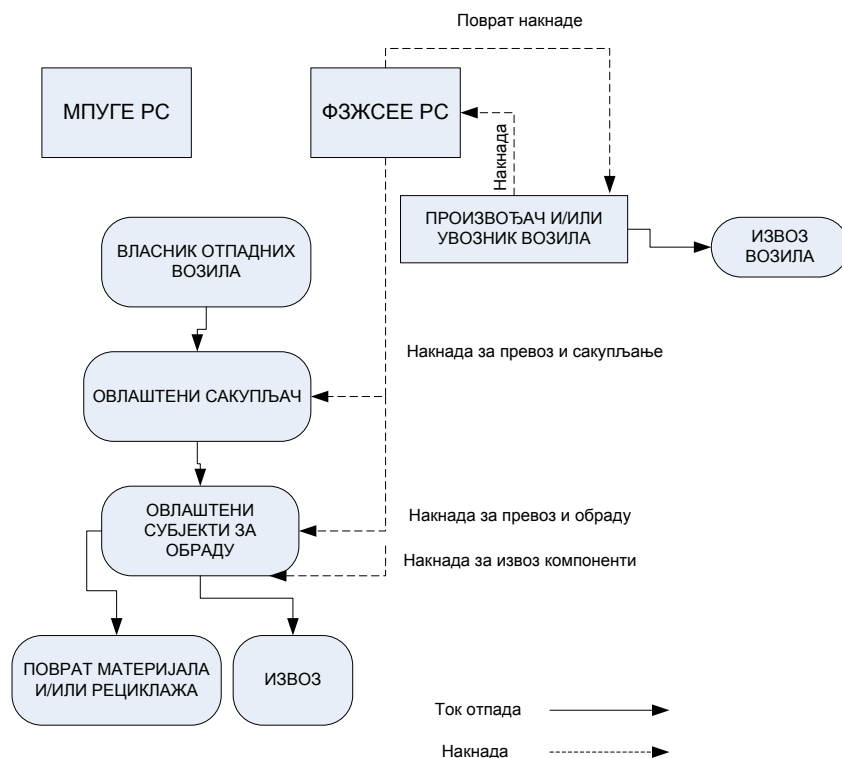 Поврат накнаде
МПУГЕ РС
ФЗЖСЕЕ РС
Накнада
ПРОИЗВОЂАЧ И/ИЛИ
УВОЗНИК ВОЗИЛА
ИЗВОЗ
ВОЗИЛА
ВЛАСНИК ОТПАДНИХ
ВОЗИЛА
Накнада за превоз и сакупљање
ОВЛАШТЕНИ САКУПЉАЧ
ОВЛАШТЕНИ
СУБЈЕКТИ ЗА
ОБРАДУ
Накнада за превоз и обраду
Накнада за извоз компоненти
ПОВРАТ МАТЕРИЈАЛА
И/ИЛИ РЕЦИКЛАЖА
ИЗВОЗ
Ток отпада
Накнада